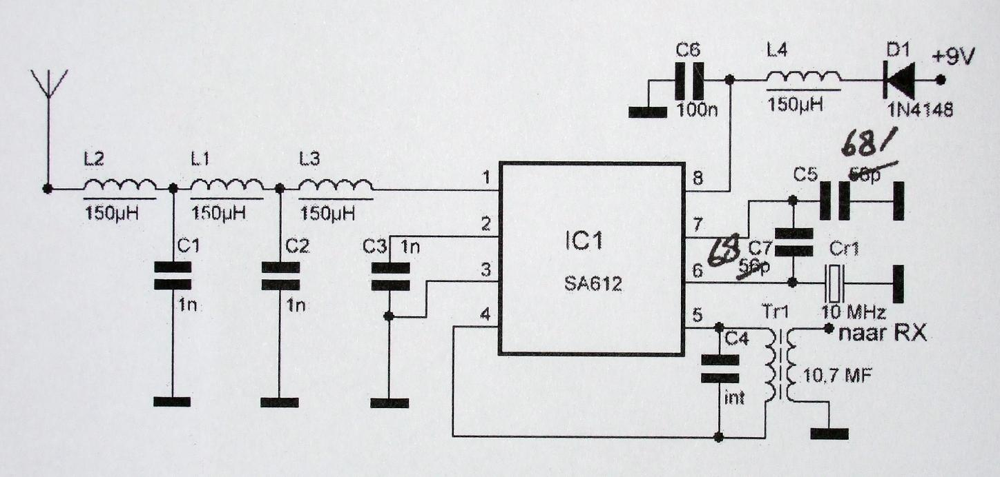 C6
L4
D1
+9V
100n
150µH
1N4148
68/
L2
L1
L3
1
8
C5
56p
150µH
150µH
150µH
2
7
C1
C2
C3
1n
IC1
68
C7
Cr1
56p
3
6
SA612
1n
1n
4
5
Tr1
10 MHz
C4
naar RX
10,7 MF
int